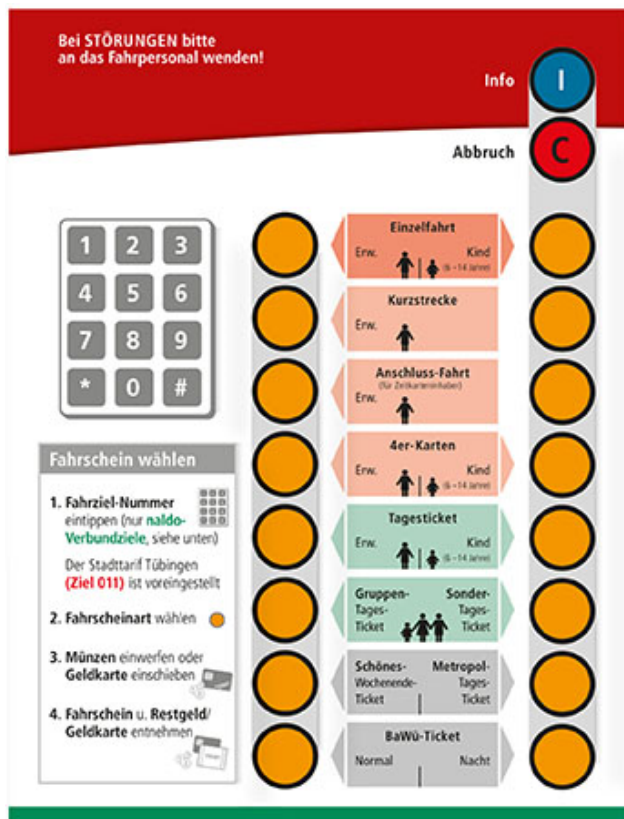 Bei STÖRUNGEN bitte
an das Fahrpersonal wenden!
Info I
Abbruch C
1 2 3
4 5 6
7 8 9
* 0 #
Einzelfahrt
Erw. Kind
(6–14 Jahre)
Kurzstrecke
Erw.
Anschluss-Fahrt
(für Zeitkarteninhaber)
Erw.
4er-Karten
Erw. Kind
(6–14 Jahre)
Tagesticket
Erw. Kind
(6–14 Jahre)
Gruppen- Sonder-
Tages- Tages-
Ticket Ticket
Schönes- Metropol-
Wochenende- Tages-
Ticket Ticket
BaWü-Ticket
Normal Nacht
Fahrschein wählen
1. Fahrziel-Nummer
eintippen (nur naldo-
Verbundziele, siehe unten)
Der Stadttarif Tübingen
(Ziel 011) ist voreingestellt
2. Fahrscheinart wählen
3. Münzen einwerfen oder
Geldkarte einschieben
4. Fahrschein u. Restgeld/
Geldkarte entnehmen